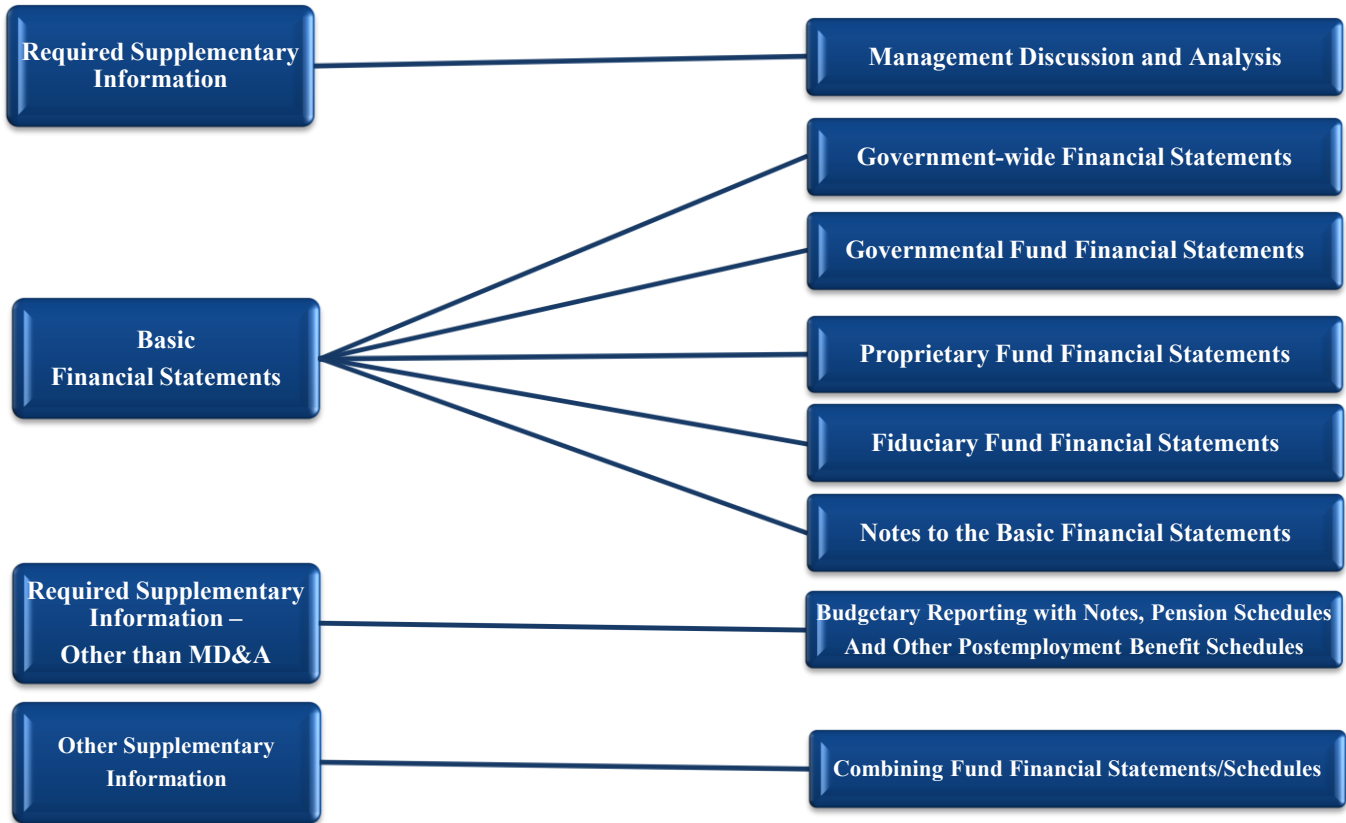 Required Supplementary
Information
Management Discussion and Analysis
Government-wide Financial Statements
Governmental Fund Financial Statements
Basic
Financial Statements
Proprietary Fund Financial Statements
Fiduciary Fund Financial Statements
Notes to the Basic Financial Statements
Required Supplementary
Information –
Other than MD&A
Budgetary Reporting with Notes, Pension Schedules
And Other Postemployment Benefit Schedules
Other Supplementary
Information
Combining Fund Financial Statements/Schedules